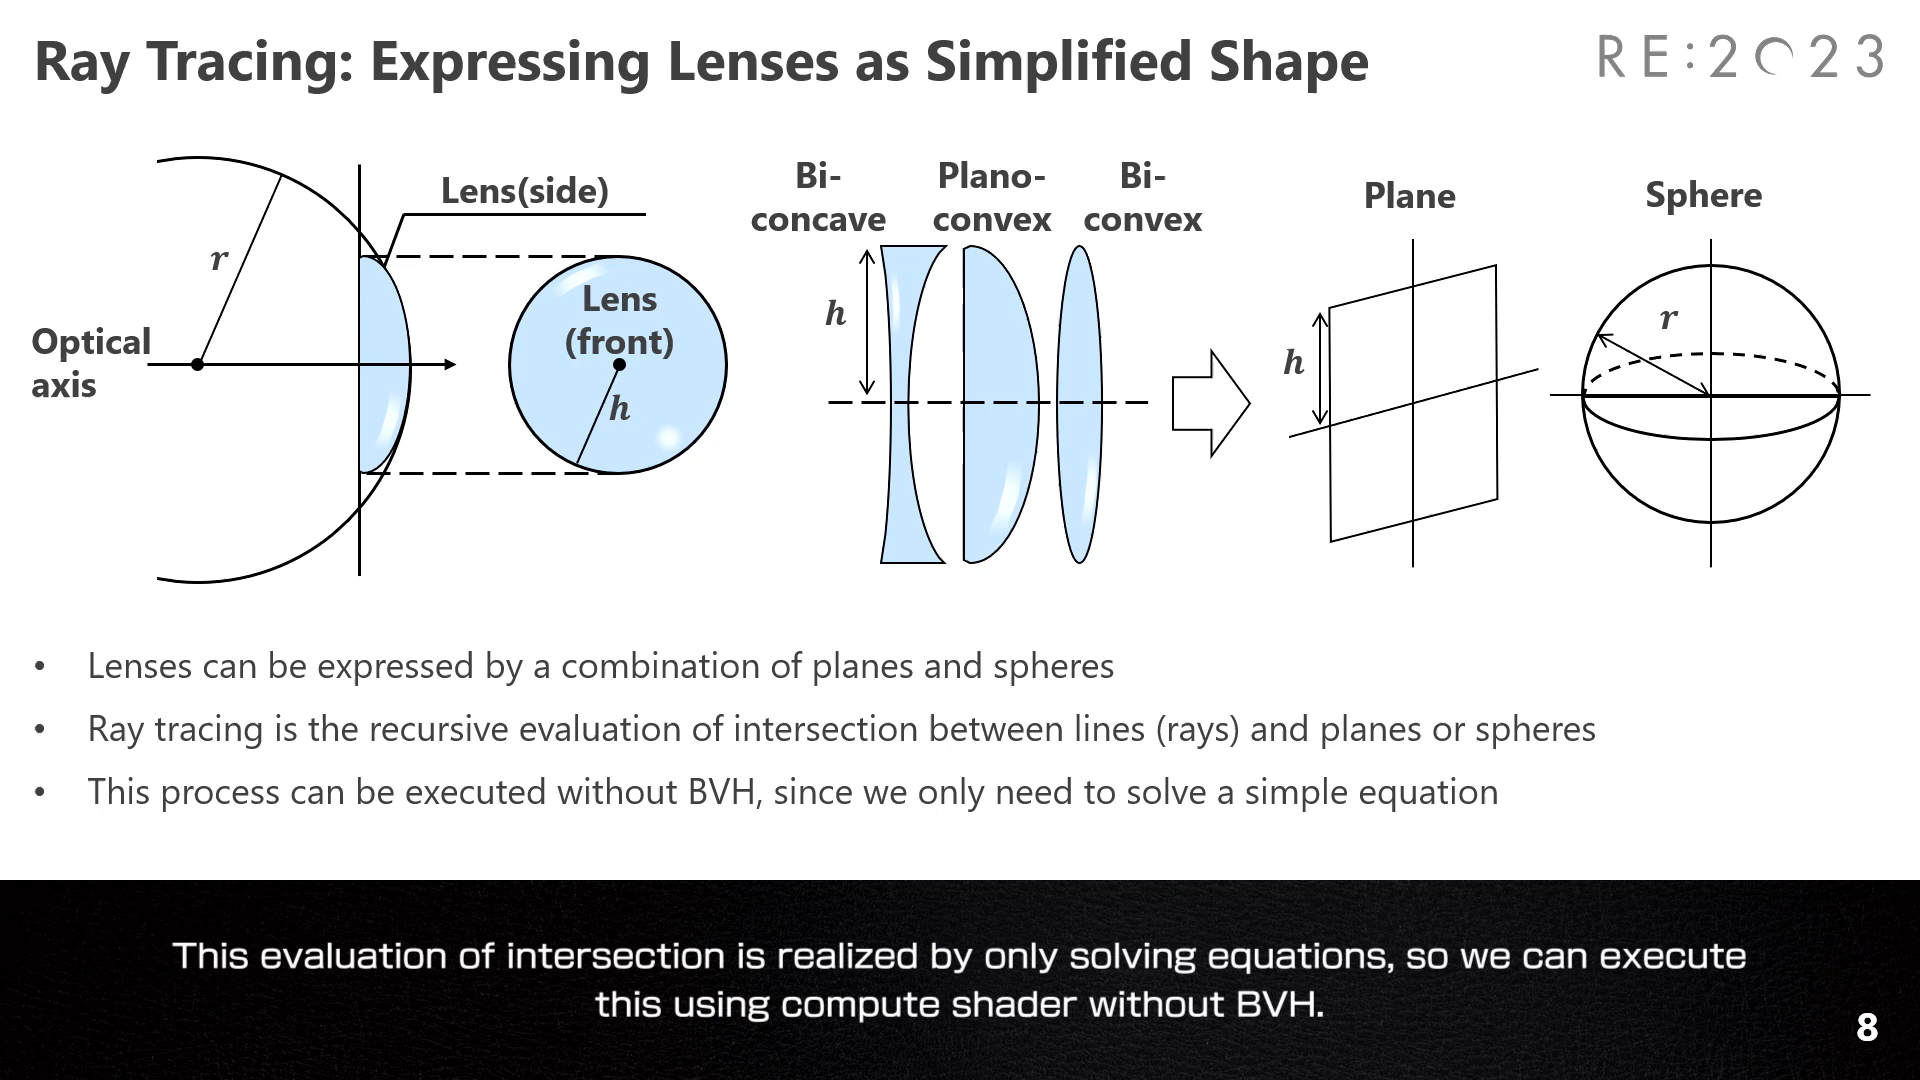 Ray Tracing: Expressing Lenses as Simplified Shape
RE:2023
Lens(side)
r
Optical
axis
Lens
(front)
h
Bi-
concave
Plano-
convex
Bi-
convex
h
Plane
h
Sphere
r
• Lenses can be expressed by a combination of planes and spheres
• Ray tracing is the recursive evaluation of intersection between lines (rays) and planes or spheres
• This process can be executed without BVH, since we only need to solve a simple equation
This evaluation of intersection is realized by only solving equations, so we can execute
this using compute shader without BVH.
8